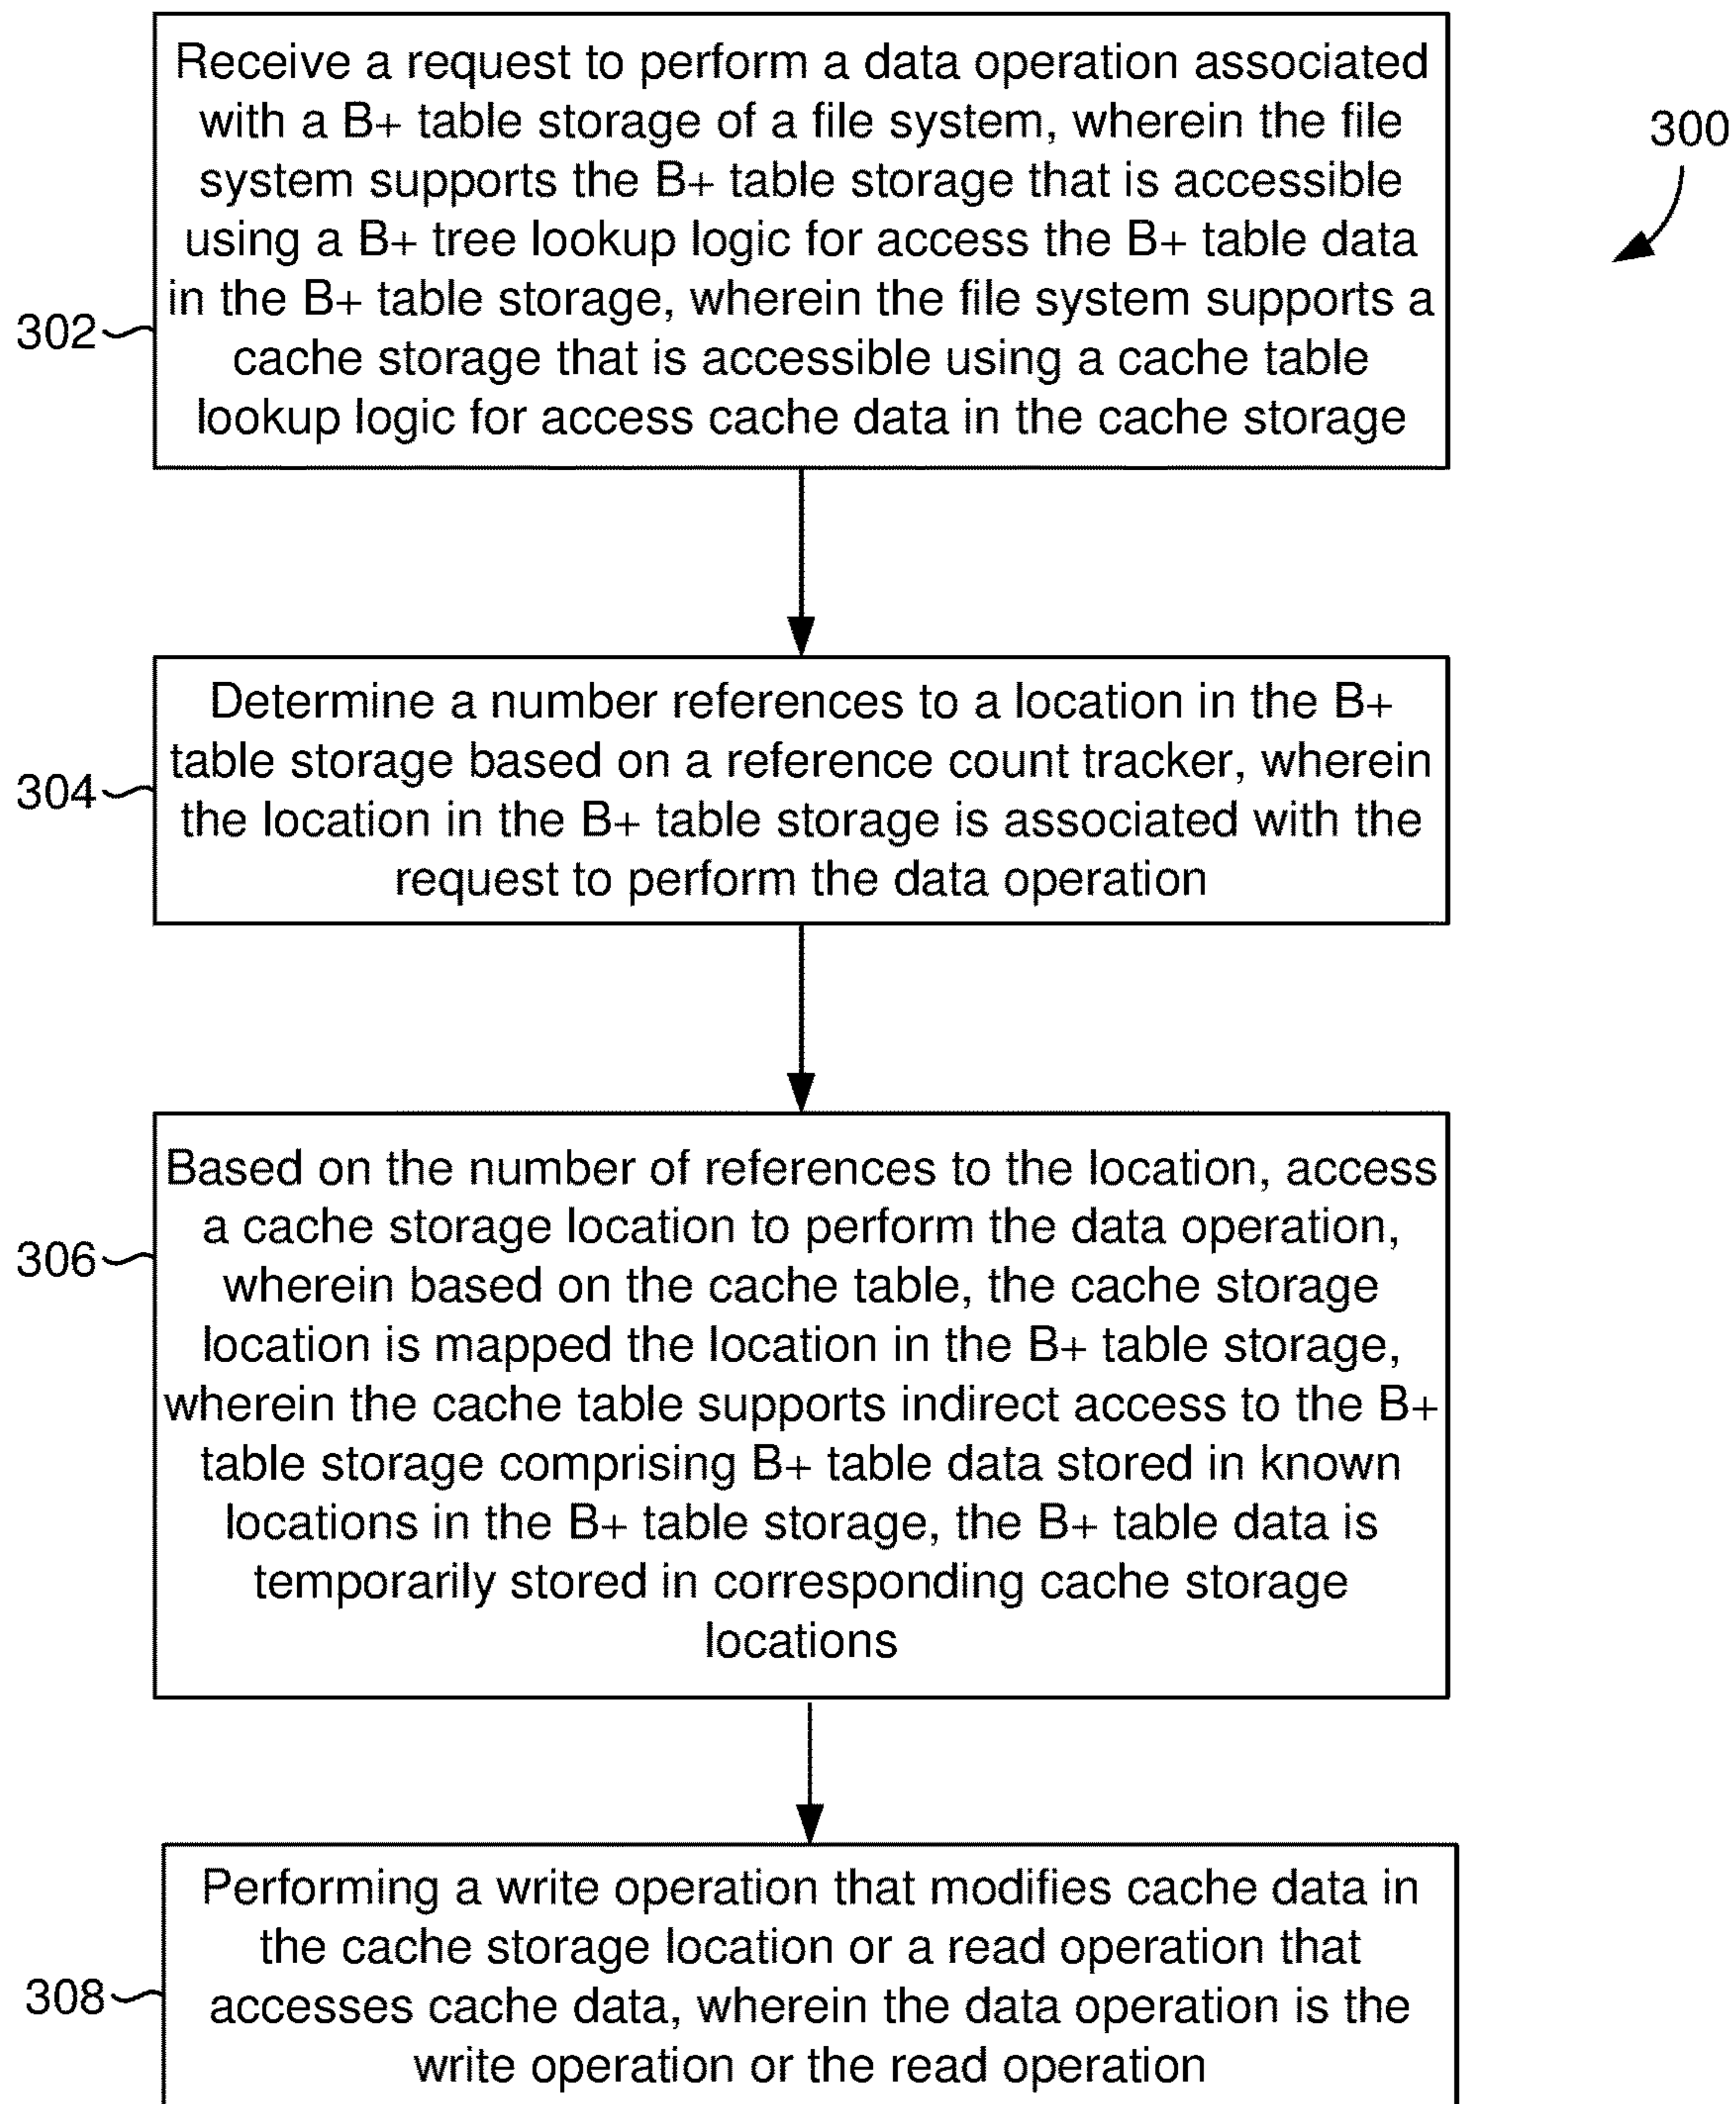 Receive a request to perform a data operation associated
with a B+ table storage of a file system, wherein the file
system supports the B+ table storage that is accessible
using a B+ tree lookup logic for access the B+ table data
in the B+ table storage, wherein the file system supports a
cache storage that is accessible using a cache table
lookup logic for access cache data in the cache storage
300
302
Determine a number references to a location in the B+
table storage based on a reference count tracker, wherein
the location in the B+ table storage is associated with the
request to perform the data operation
304
Based on the number of references to the location, access
a cache storage location to perform the data operation,
wherein based on the cache table, the cache storage
location is mapped the location in the B+ table storage,
wherein the cache table supports indirect access to the B+
table storage comprising B+ table data stored in known
locations in the B+ table storage, the B+ table data is
temporarily stored in corresponding cache storage
locations
306
Performing a write operation that modifies cache data in
the cache storage location or a read operation that
accesses cache data, wherein the data operation is the
write operation or the read operation
308